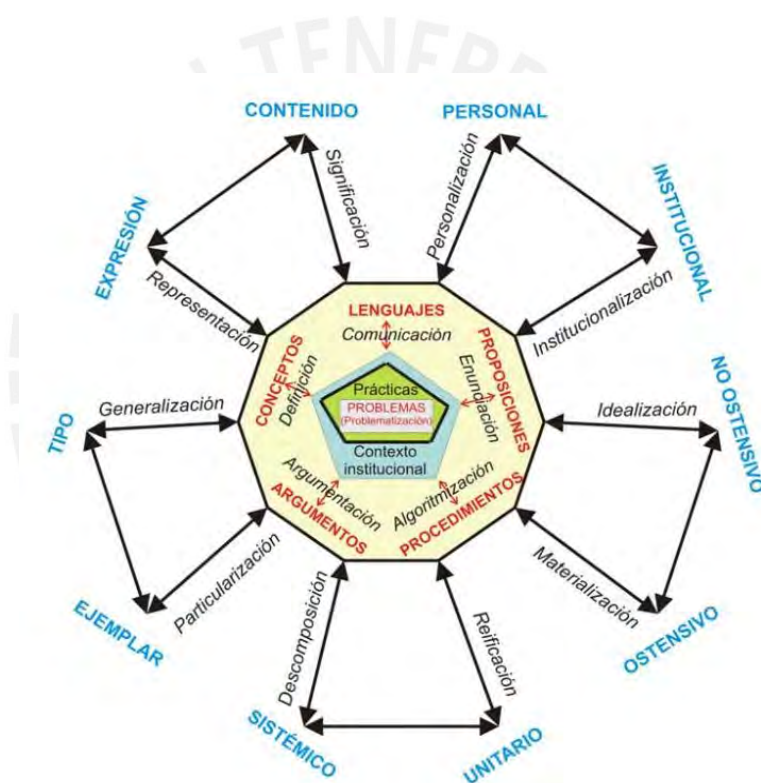 TENEBR
CONTENIDO
PERSONAL
Significación
Personalización
EXPRESIÓN
INSTITUCIONAL
Representación
Institucionalización
LENGUAJES
Comunicación
CONCEPTOS
Definición
Enunciación
PROPOSICIONES
Prácticas
PROBLEMAS
(Problematización)
Contexto
institucional
TIPO
Generalización
Idealización
NO OSTENSIVO
Argumentación
ARGUMENTOS
Algoritmización
PROCEDIMIENTOS
EJEMPLAR
Particularización
Materialización
OSTENSIVO
Descomposición
Reificación
SISTÉMICO
UNITARIO